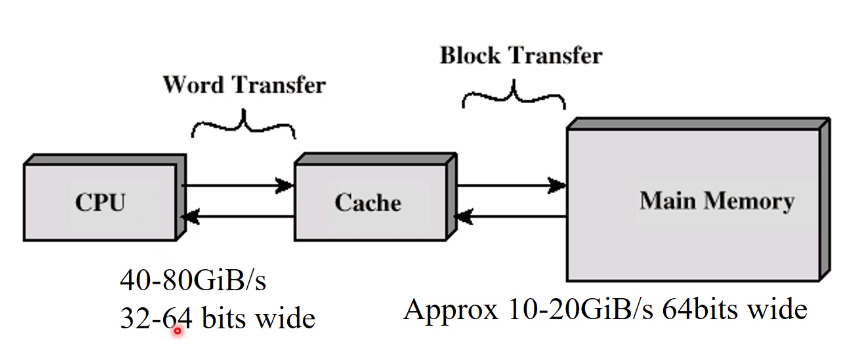 Block Transfer
Word Transfer
CPU
Cache
Main Memory
40-80GiB/s
32-64 bits wide
Approx 10-20GiB/s 64bits wide